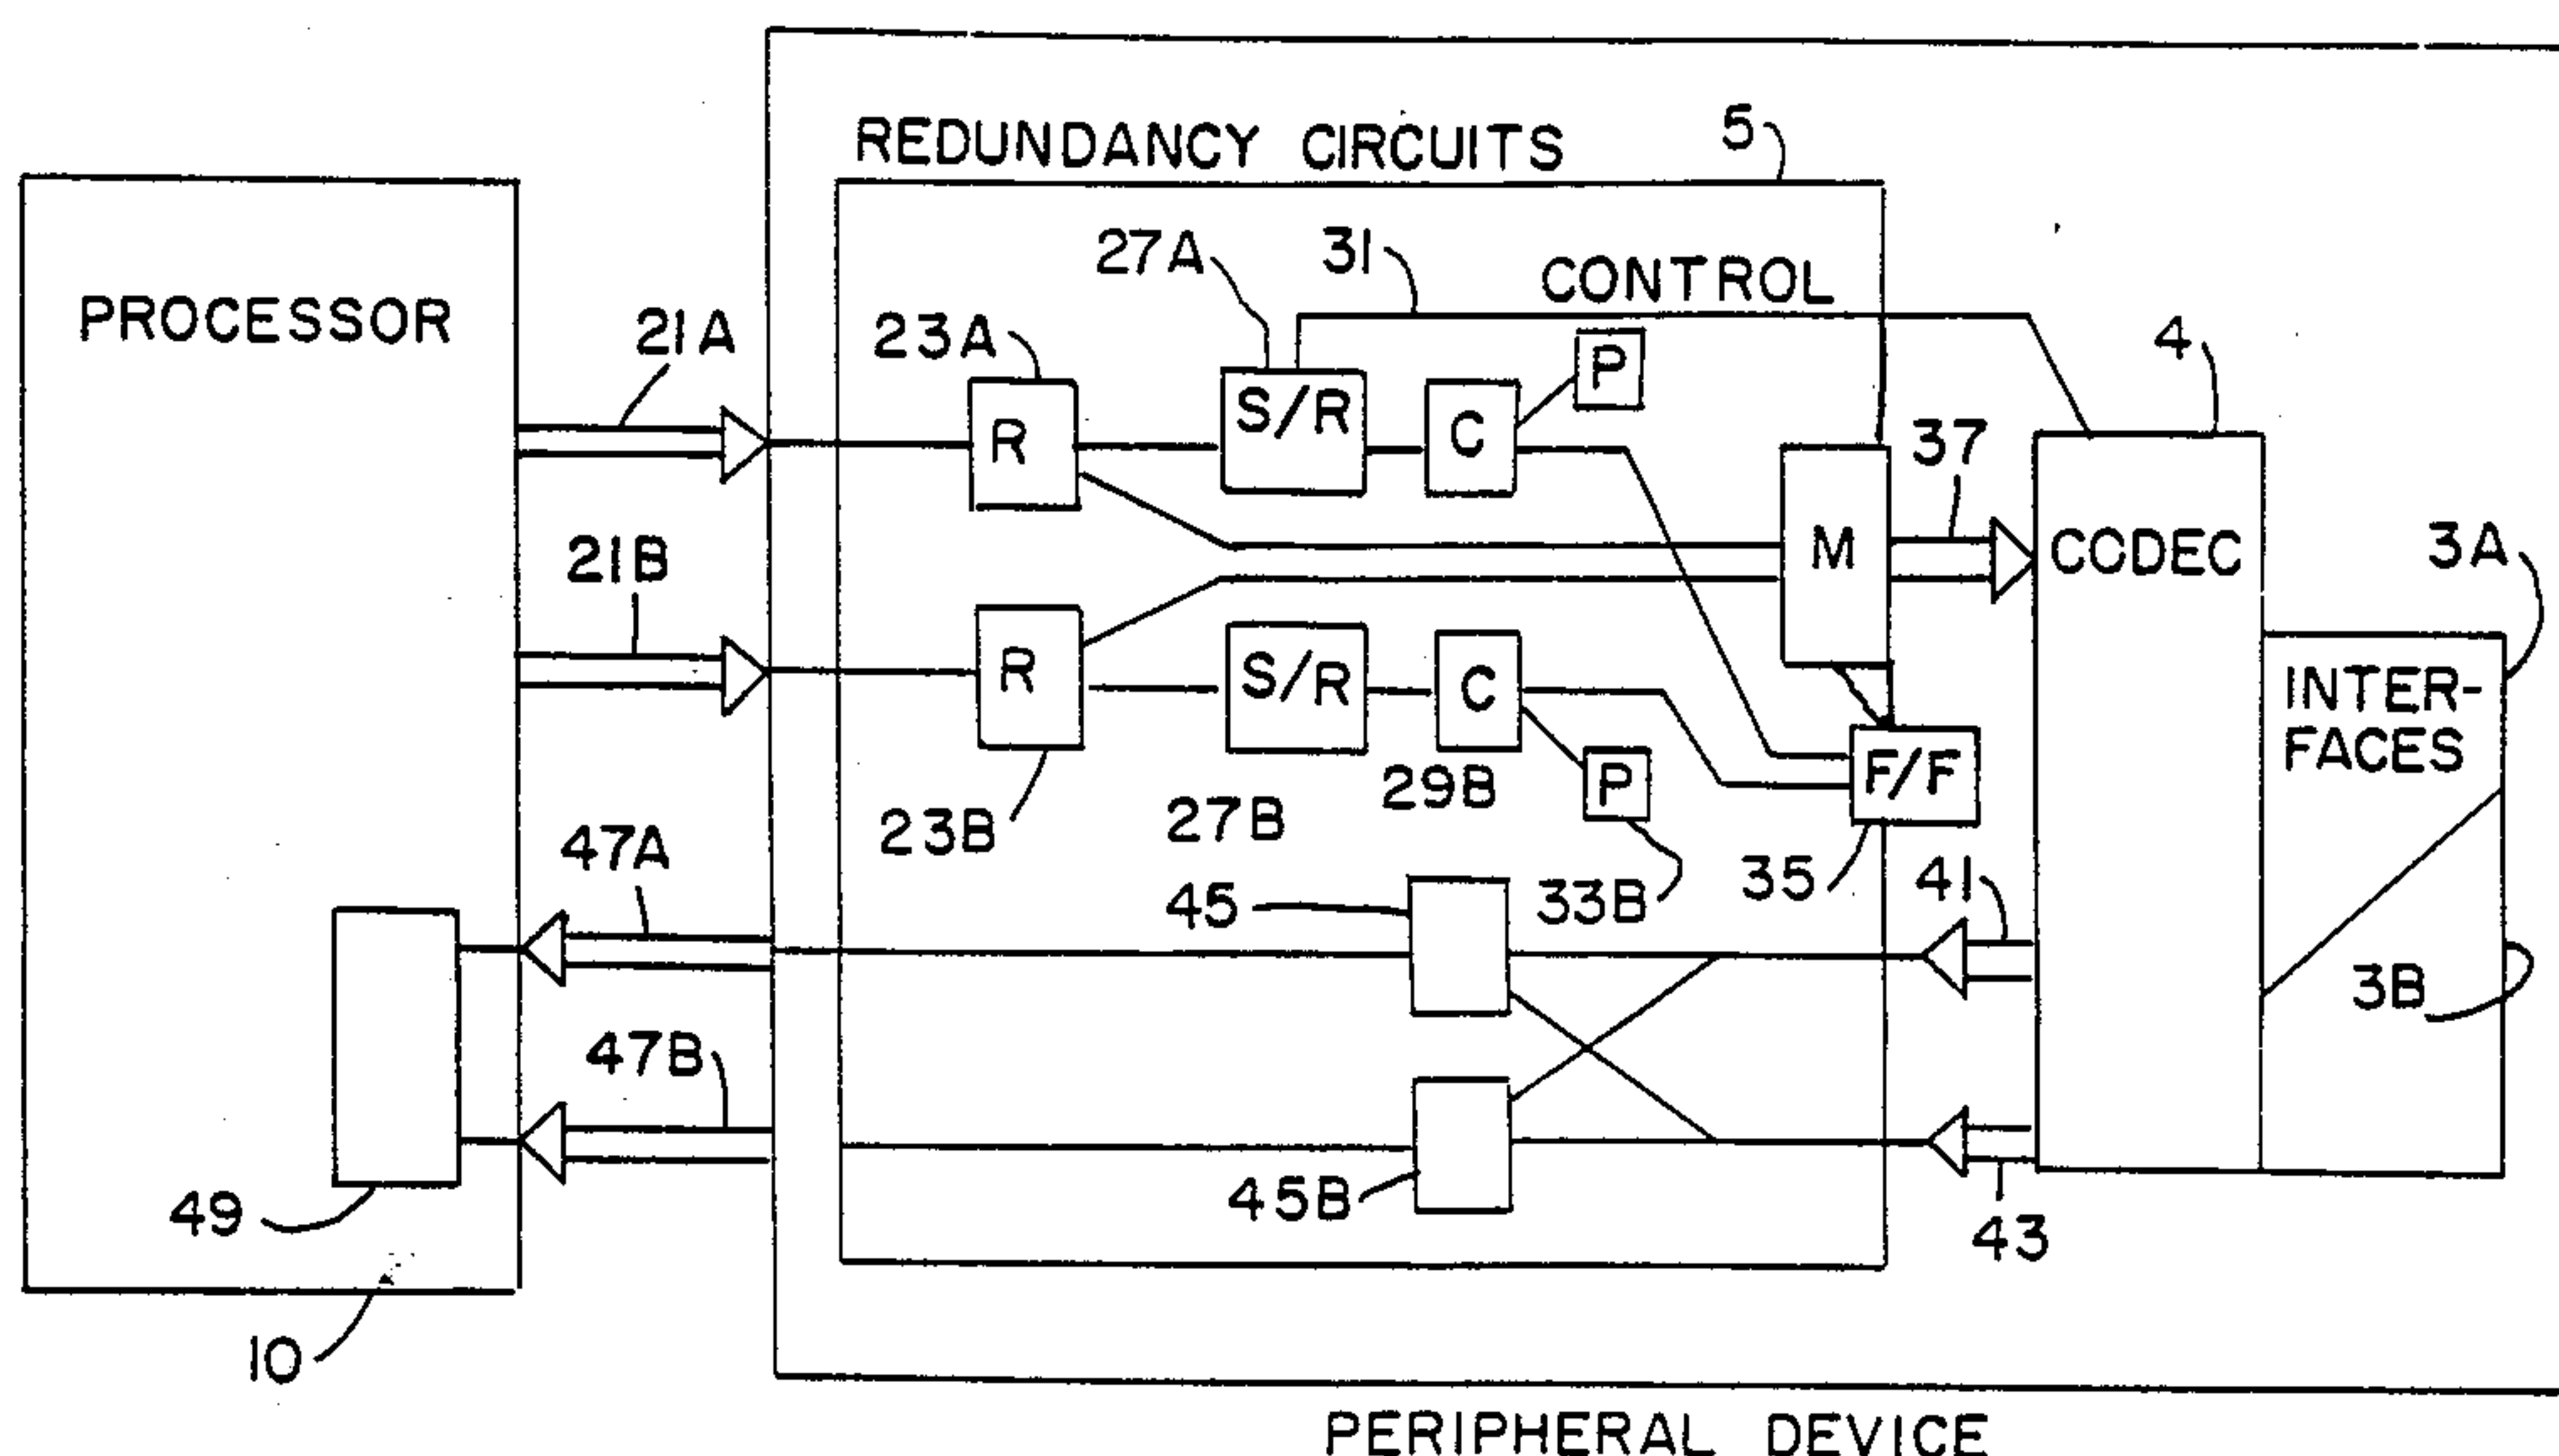 REDUNDANCY CIRCUITS
5
PROCESSOR
27A
31
CONTROL
21A
23A
P
4
R
S/R
C
37
21B
M
CODEC
3A
R
S/R
C
INTER-
FACES
P
F/F
23B
27B
29B
47A
45
33B
35
41
3B
47B
49
45B
43
10
PERIPHERAL DEVICE